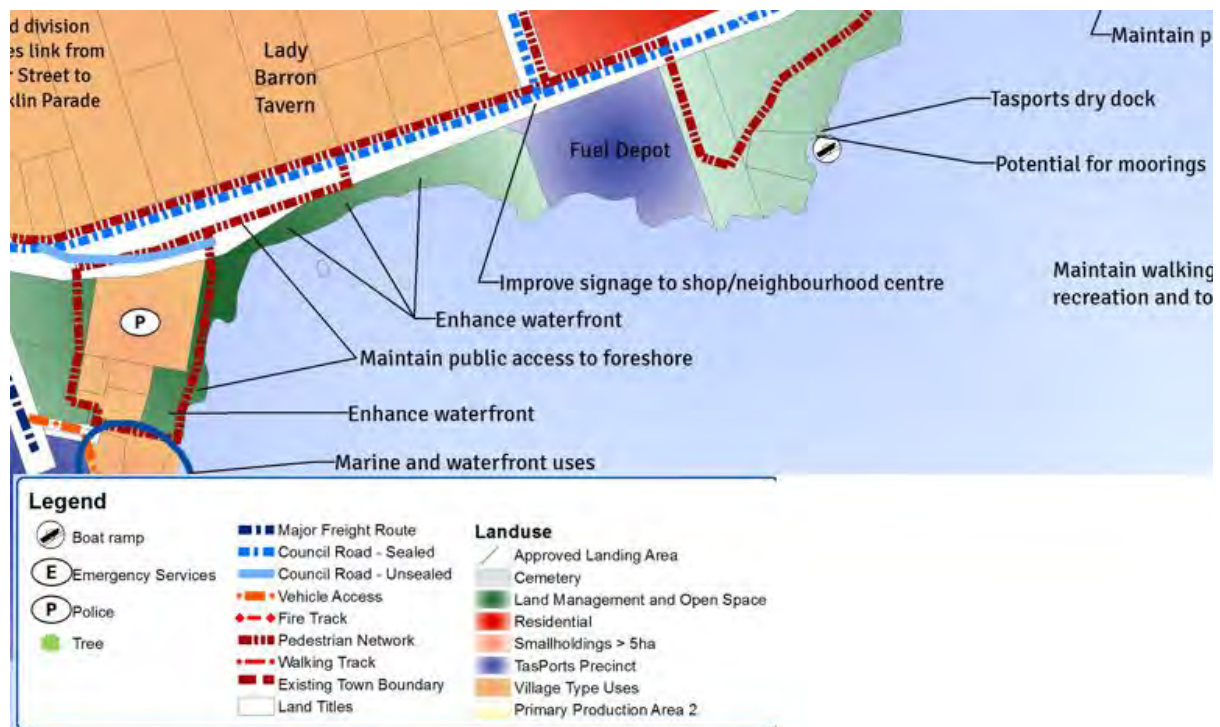 d division
es link from
r Street to
klin Parade
Lady
Barron
Tavern
Maintain p
Tasports dry dock
Fuel Depot
Potential for moorings
Improve signage to shop/neighbourhood centre
Maintain walking
recreation and to
Enhance waterfront
P
Maintain public access to foreshore
Enhance waterfront
Marine and waterfront uses
Legend
Boat ramp
E Emergency Services
P Police
Tree
Major Freight Route
Council Road - Sealed
Council Road - Unsealed
Vehicle Access
Fire Track
Pedestrian Network
Walking Track
Existing Town Boundary
Land Titles
Landuse
Approved Landing Area
Cemetery
Land Management and Open Space
Residential
Smallholdings > 5ha
TasPorts Precinct
Village Type Uses
Primary Production Area 2